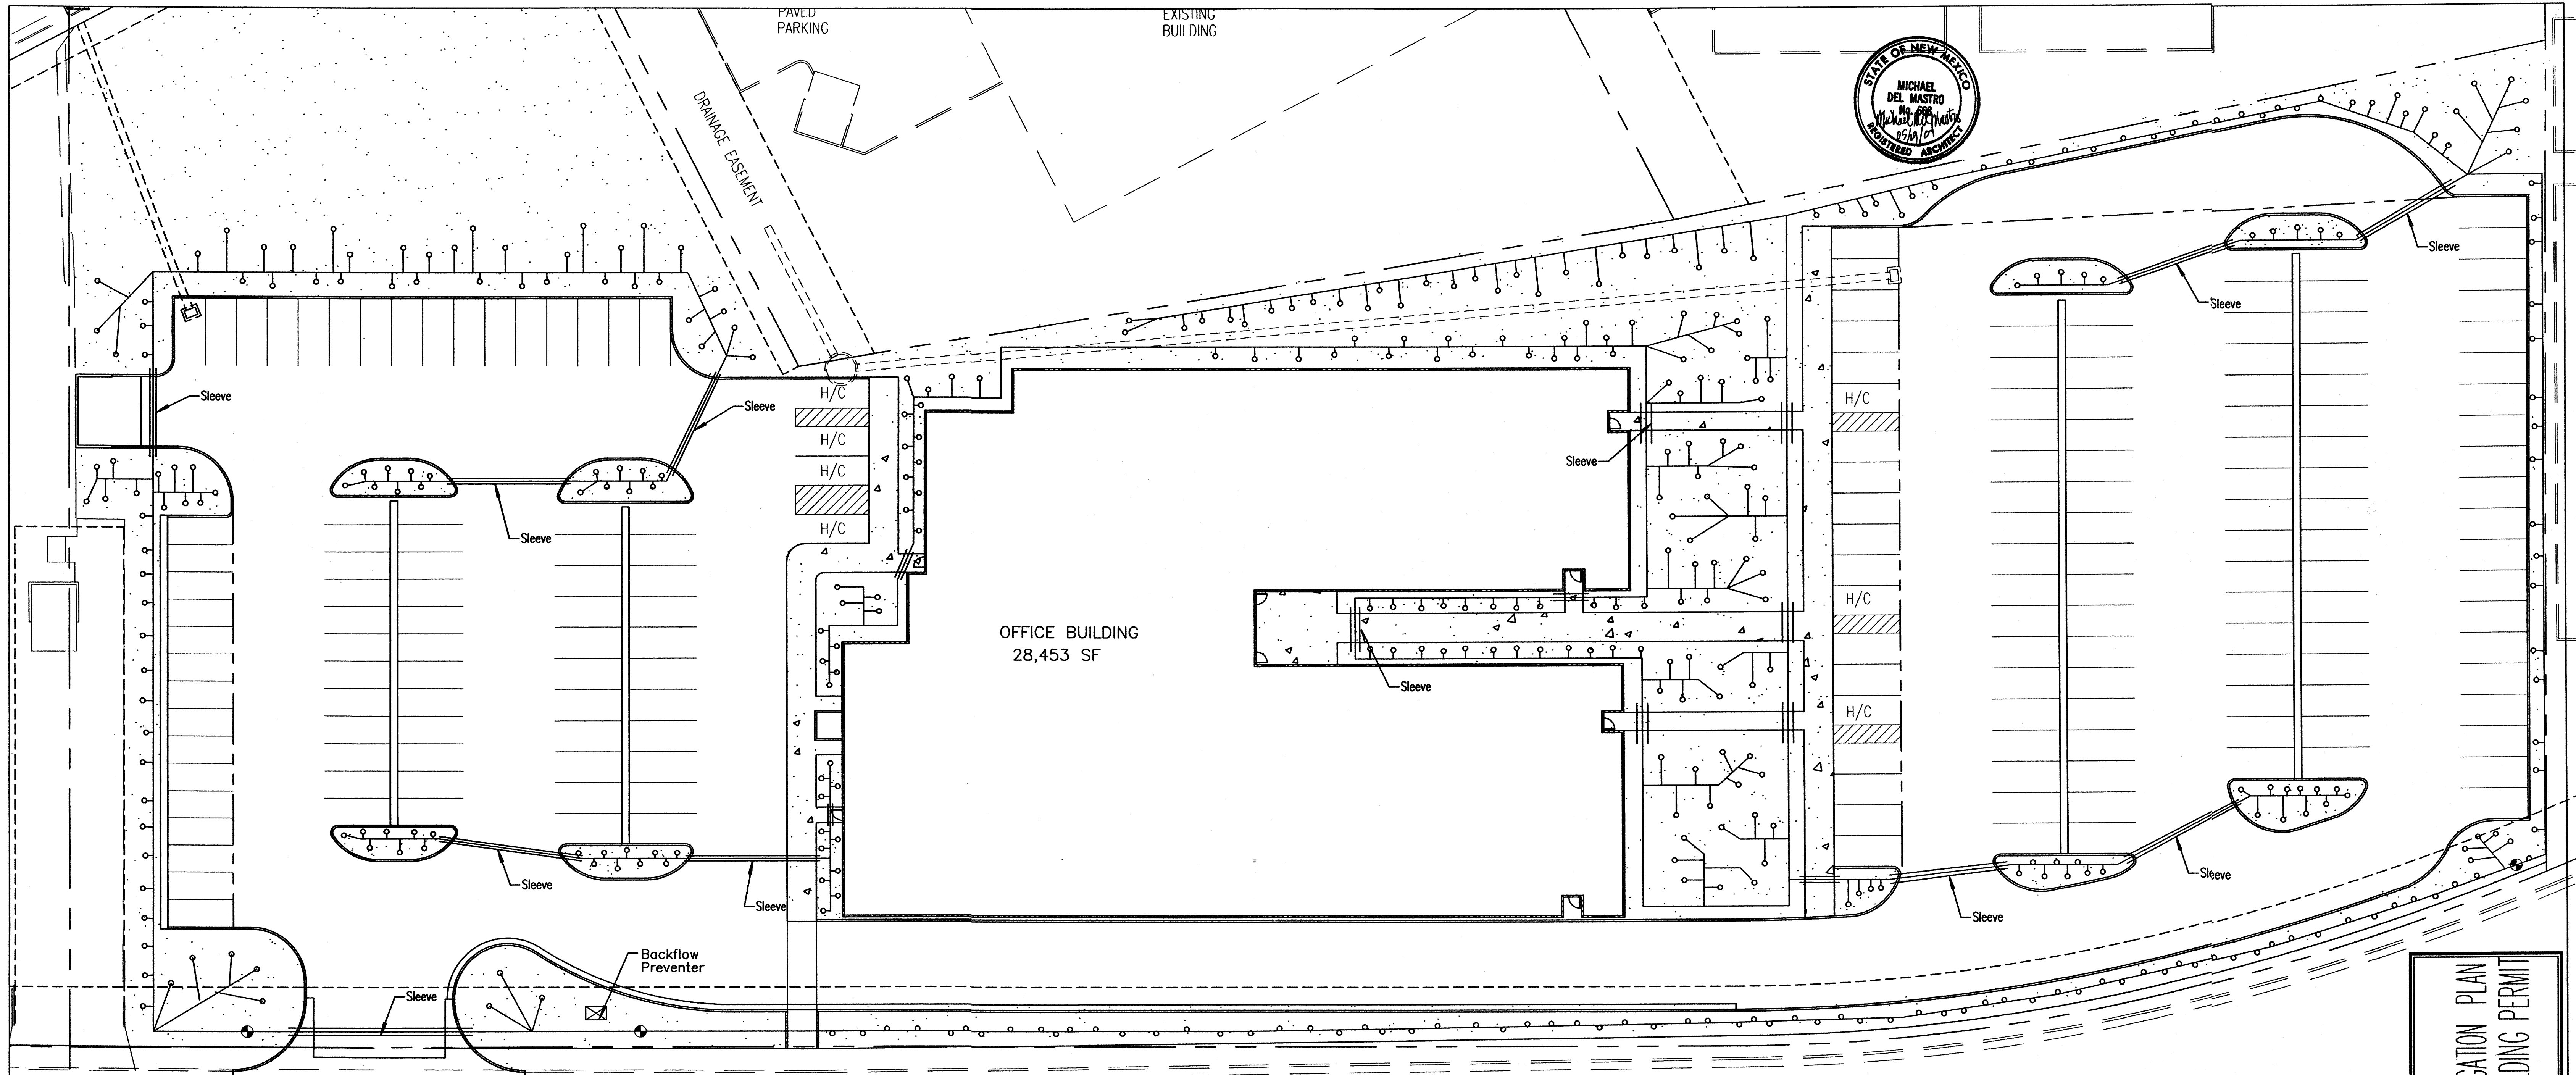 PAVED
PARKING
EXISTING
BUILDING
STATE OF NEW MEXICO
MICHAEL
DEL MASTRO
No. 668
REGISTERED ARCHITECT
DRAINAGE EASEMENT
Sleeve
Sleeve
Sleeve
Sleeve
H/C
H/C
H/C
H/C
H/C
Sleeve
Sleeve
H/C
OFFICE BUILDING
28,453 SF
Sleeve
H/C
Sleeve
Sleeve
Sleeve
Sleeve
Backflow
Preventer
Sleeve
GATION PLAN
DING PERMIT